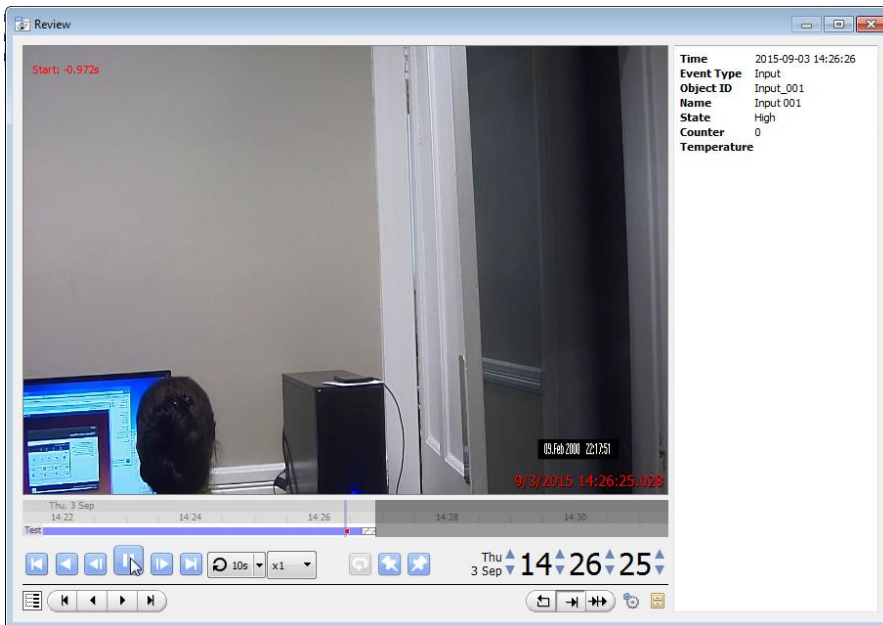 Review
Start: -0.972s
09.Feb 2000 22:17:51
9/3/2015 14:26:25.028
Time 2015-09-03 14:26:26
Event Type Input
Object ID Input_001
Name Input 001
State High
Counter 0
Temperature
Thu, 3 Sep
14:22 14:24 14:26 14:28 14:30
Test
10s x1
Thu
3 Sep 14 26 25